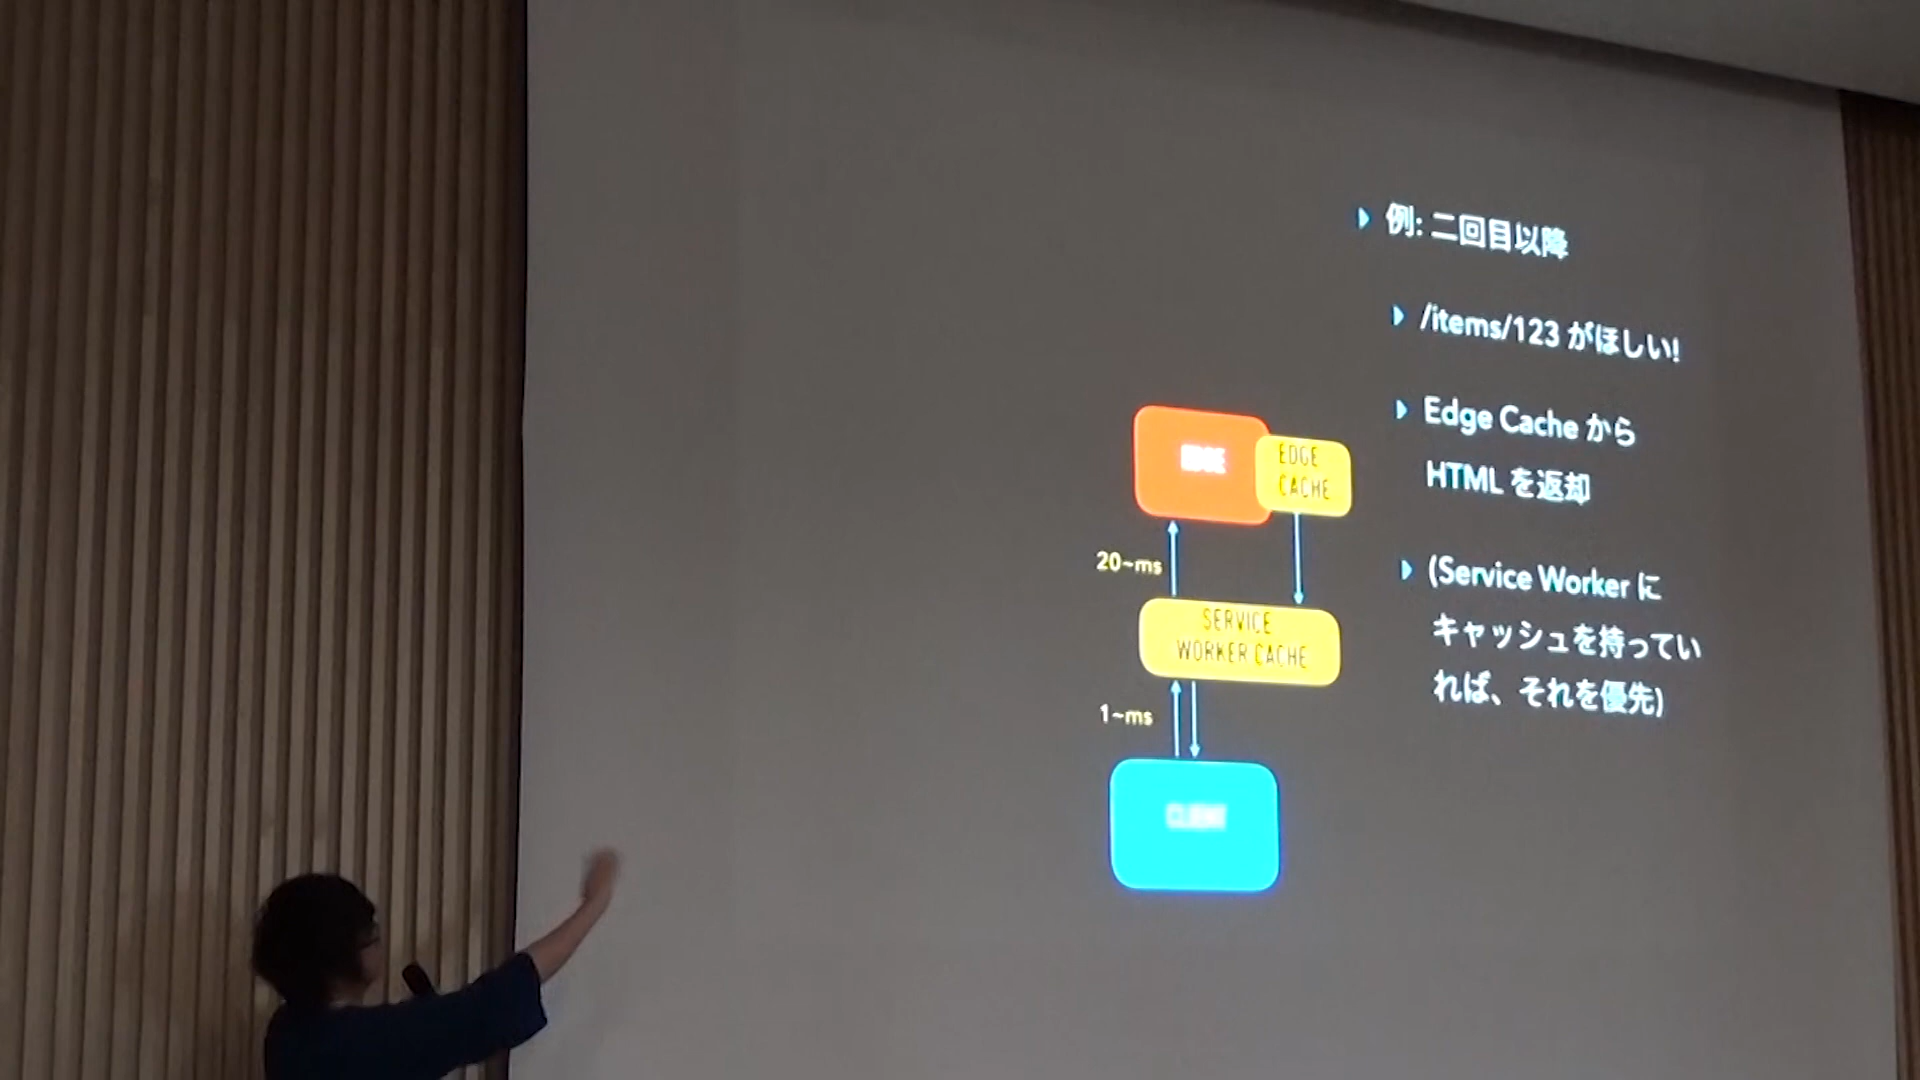 例: 二回目以降
/items/123 がほしい!
Edge Cache から
HTML を返却
(Service Worker に
キャッシュを持ってい
れば、それを優先)
EDGE
EDGE
CACHE
20~ms
SERVICE
WORKER CACHE
1~ms
CLIENT